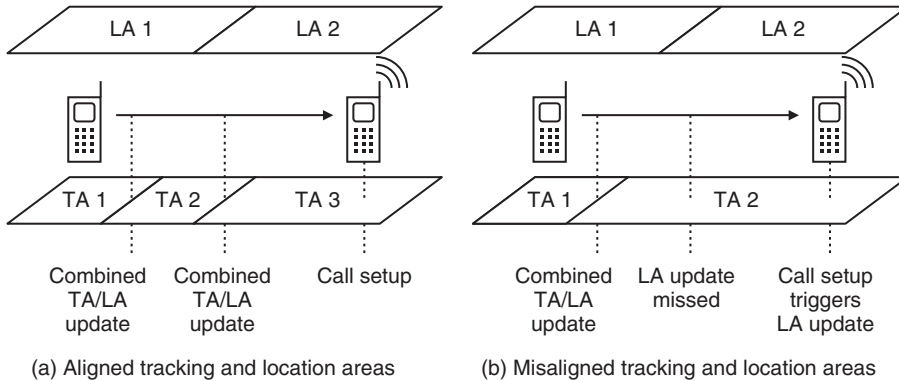 LA 1 LA 2
TA 1 TA 2 TA 3
Combined TA/LA update
Combined TA/LA update
Call setup
(a) Aligned tracking and location areas
LA 1 LA 2
TA 1 TA 2
Combined TA/LA update
LA update missed
Call setup triggers LA update
(b) Misaligned tracking and location areas